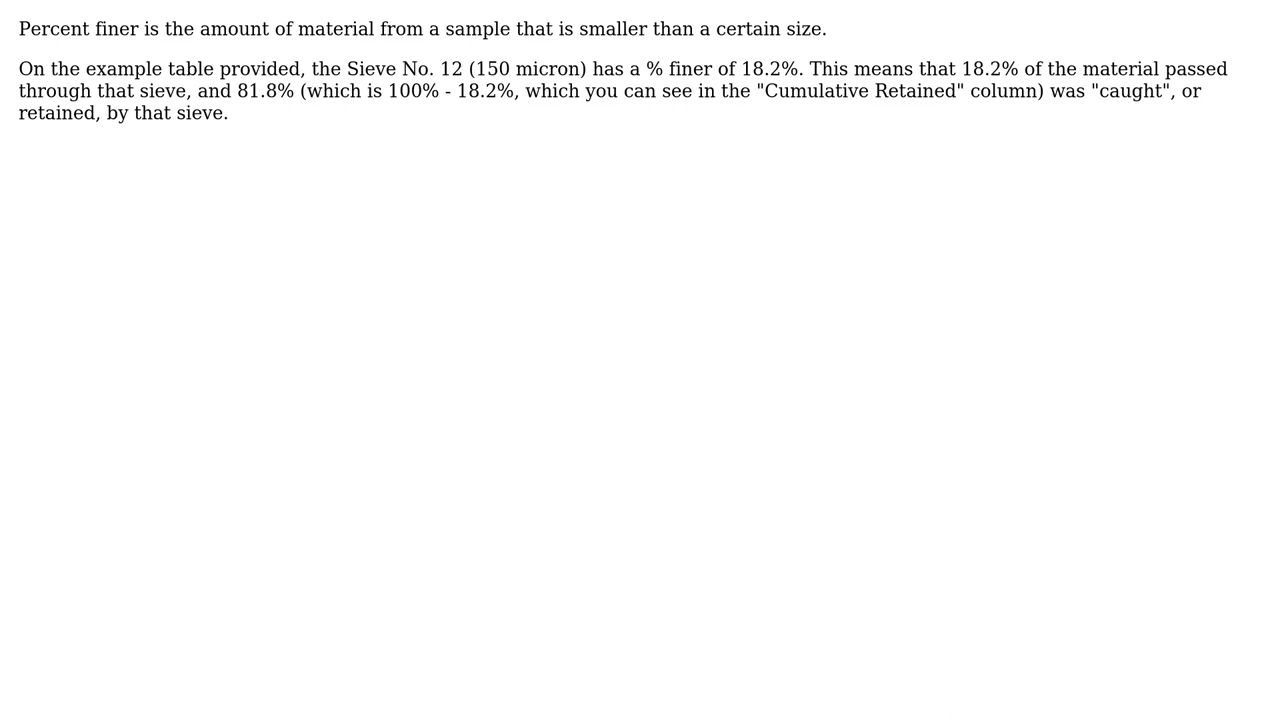 Percent finer is the amount of material from a sample that is smaller than a certain size.
On the example table provided, the Sieve No. 12 (150 micron) has a % finer of 18.2%. This means that 18.2% of the material passed
through that sieve, and 81.8% (which is 100% - 18.2%, which you can see in the "Cumulative Retained" column) was "caught", or
retained, by that sieve.